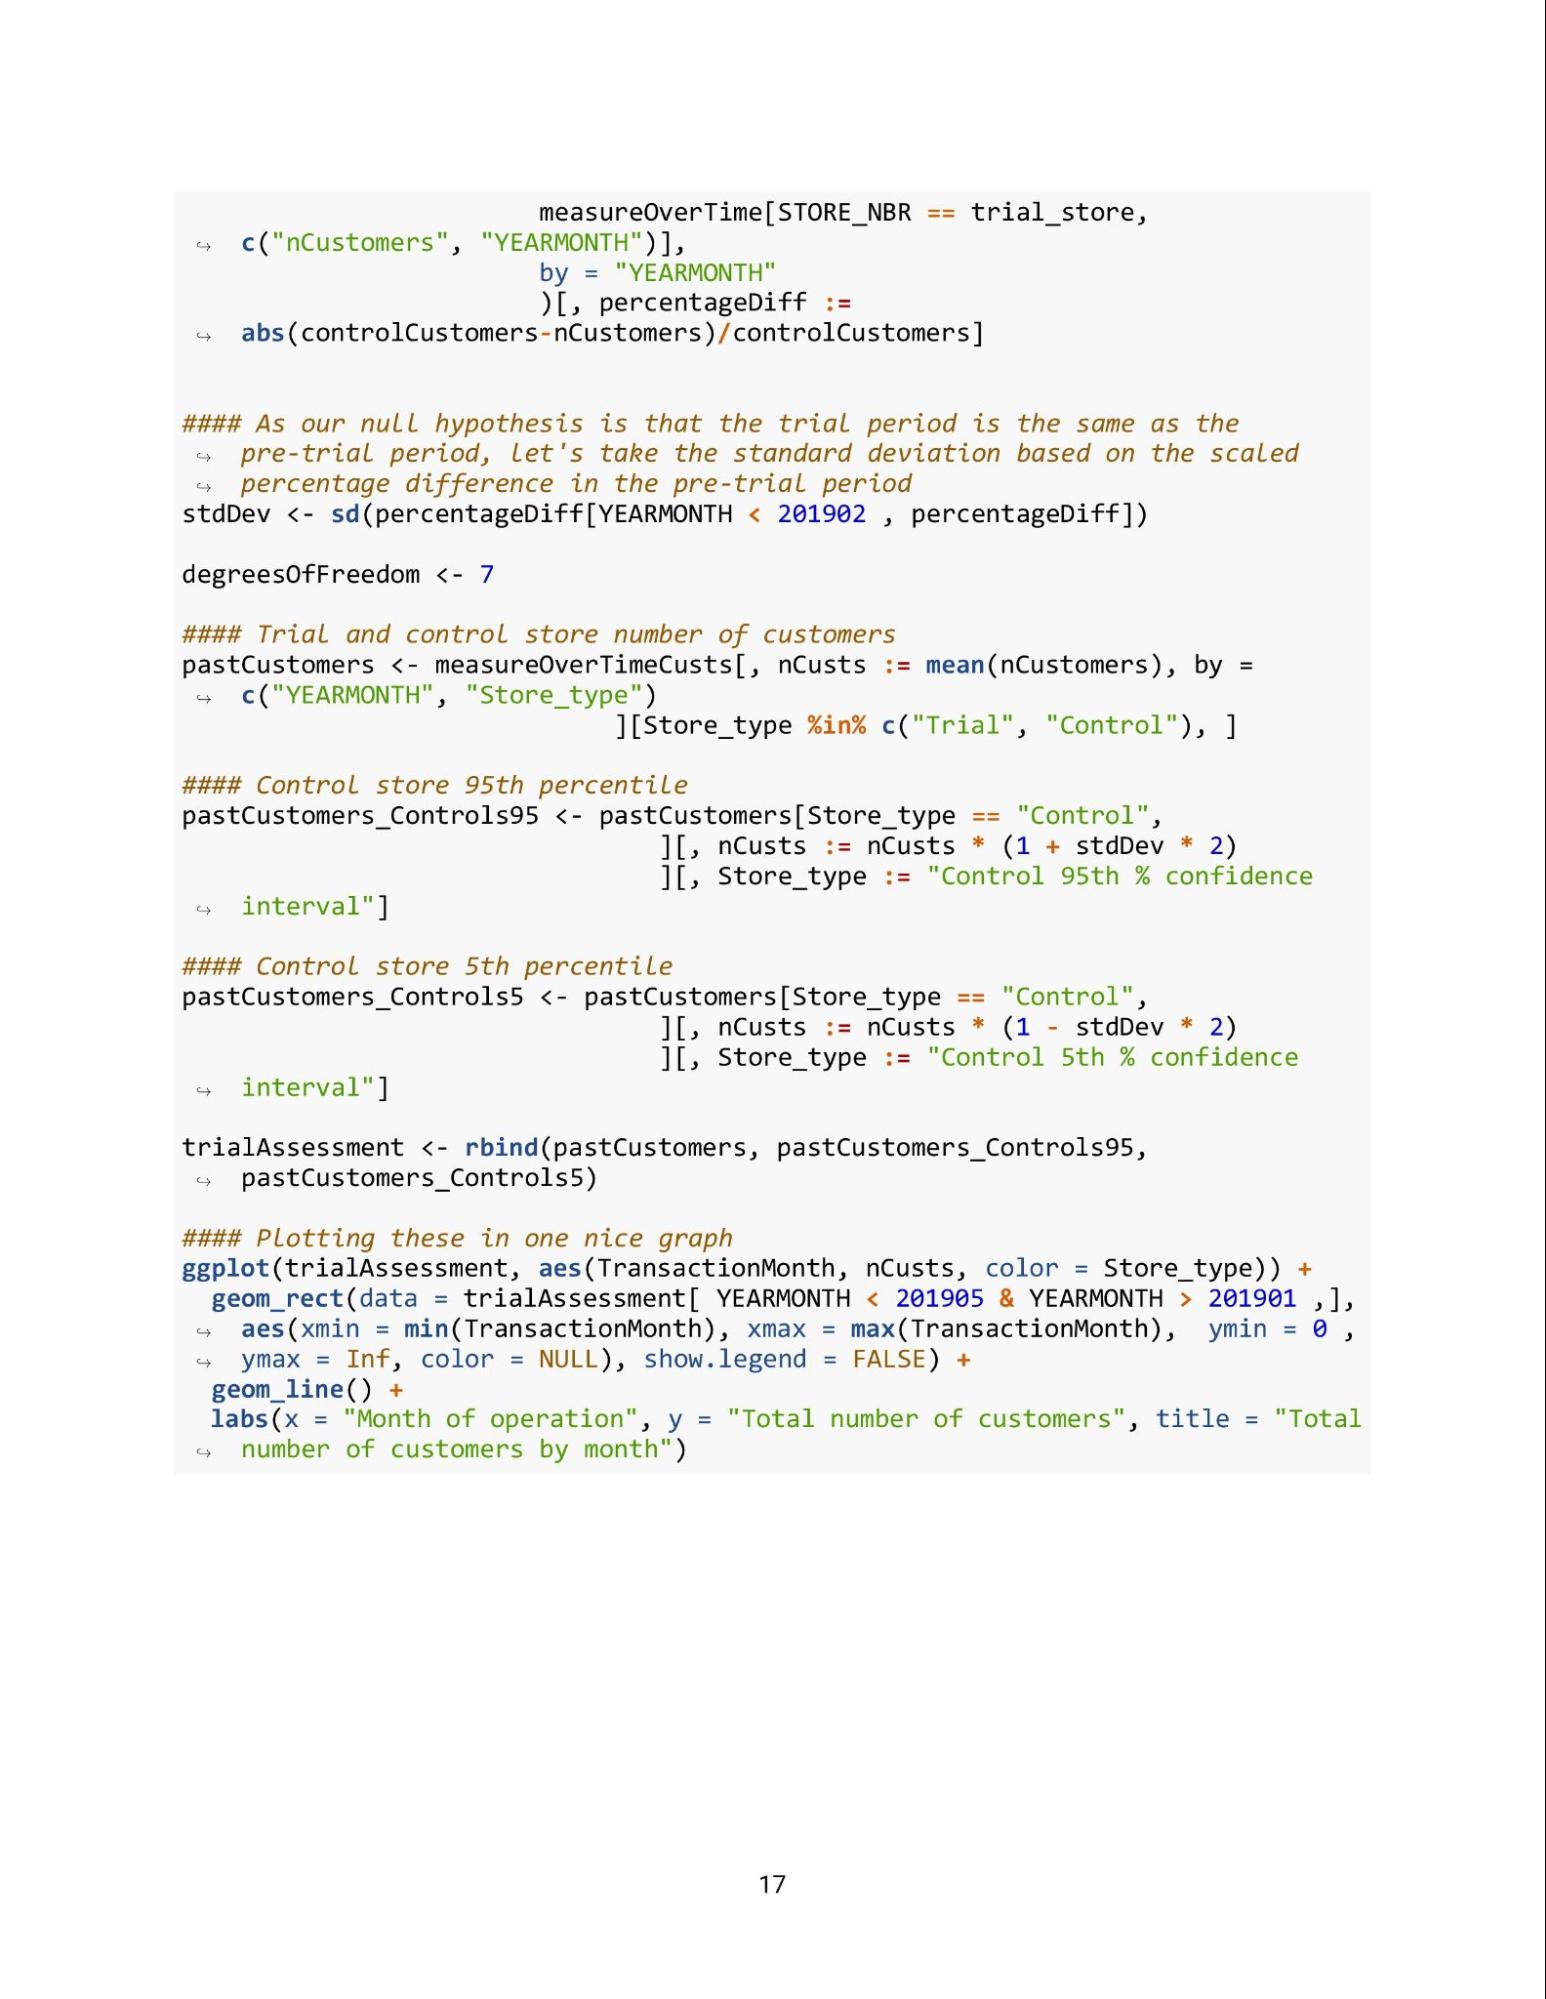 measureOverTime[STORE_NBR == trial_store,
↪ c("nCustomers", "YEARMONTH")],
by = "YEARMONTH"
)[, percentageDiff :=
↪ abs(controlCustomers-nCustomers)/controlCustomers]
#### As our null hypothesis is that the trial period is the same as the
↪ pre-trial period, let's take the standard deviation based on the scaled
↪ percentage difference in the pre-trial period
stdDev <- sd(percentageDiff[YEARMONTH < 201902 , percentageDiff])
degreesOfFreedom <- 7
#### Trial and control store number of customers
pastCustomers <- measureOverTimeCusts[, nCusts := mean(nCustomers), by =
↪ c("YEARMONTH", "Store_type")
][Store_type %in% c("Trial", "Control"), ]
#### Control store 95th percentile
pastCustomers_Controls95 <- pastCustomers[Store_type == "Control",
][, nCusts := nCusts * (1 + stdDev * 2)
][, Store_type := "Control 95th % confidence
↪ interval"]
#### Control store 5th percentile
pastCustomers_Controls5 <- pastCustomers[Store_type == "Control",
][, nCusts := nCusts * (1 - stdDev * 2)
][, Store_type := "Control 5th % confidence
↪ interval"]
trialAssessment <- rbind(pastCustomers, pastCustomers_Controls95,
↪ pastCustomers_Controls5)
#### Plotting these in one nice graph
ggplot(trialAssessment, aes(TransactionMonth, nCusts, color = Store_type)) +
geom_rect(data = trialAssessment[ YEARMONTH < 201905 & YEARMONTH > 201901 ,],
↪ aes(xmin = min(TransactionMonth), xmax = max(TransactionMonth), ymin = 0 ,
↪ ymax = Inf, color = NULL), show.legend = FALSE) +
geom_line() +
labs(x = "Month of operation", y = "Total number of customers", title = "Total
↪ number of customers by month")
17